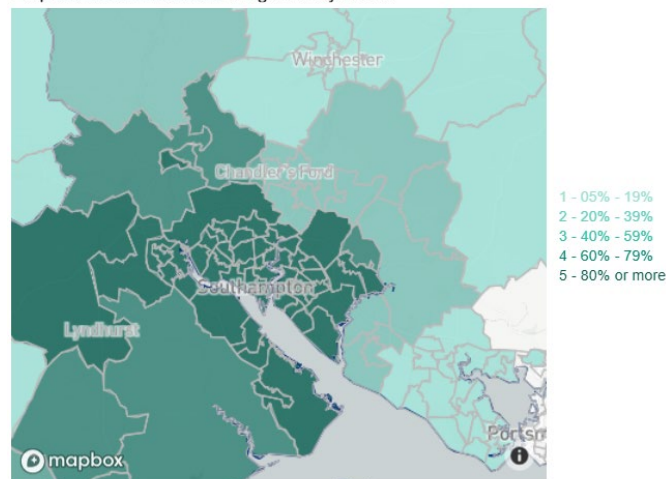 Winchester
Chandler's Ford
1 - 05% - 19%
2 - 20% - 39%
3 - 40% - 59%
4 - 60% - 79%
5 - 80% or more
Southampton
Lyndhurst
Portsm
mapbox
i